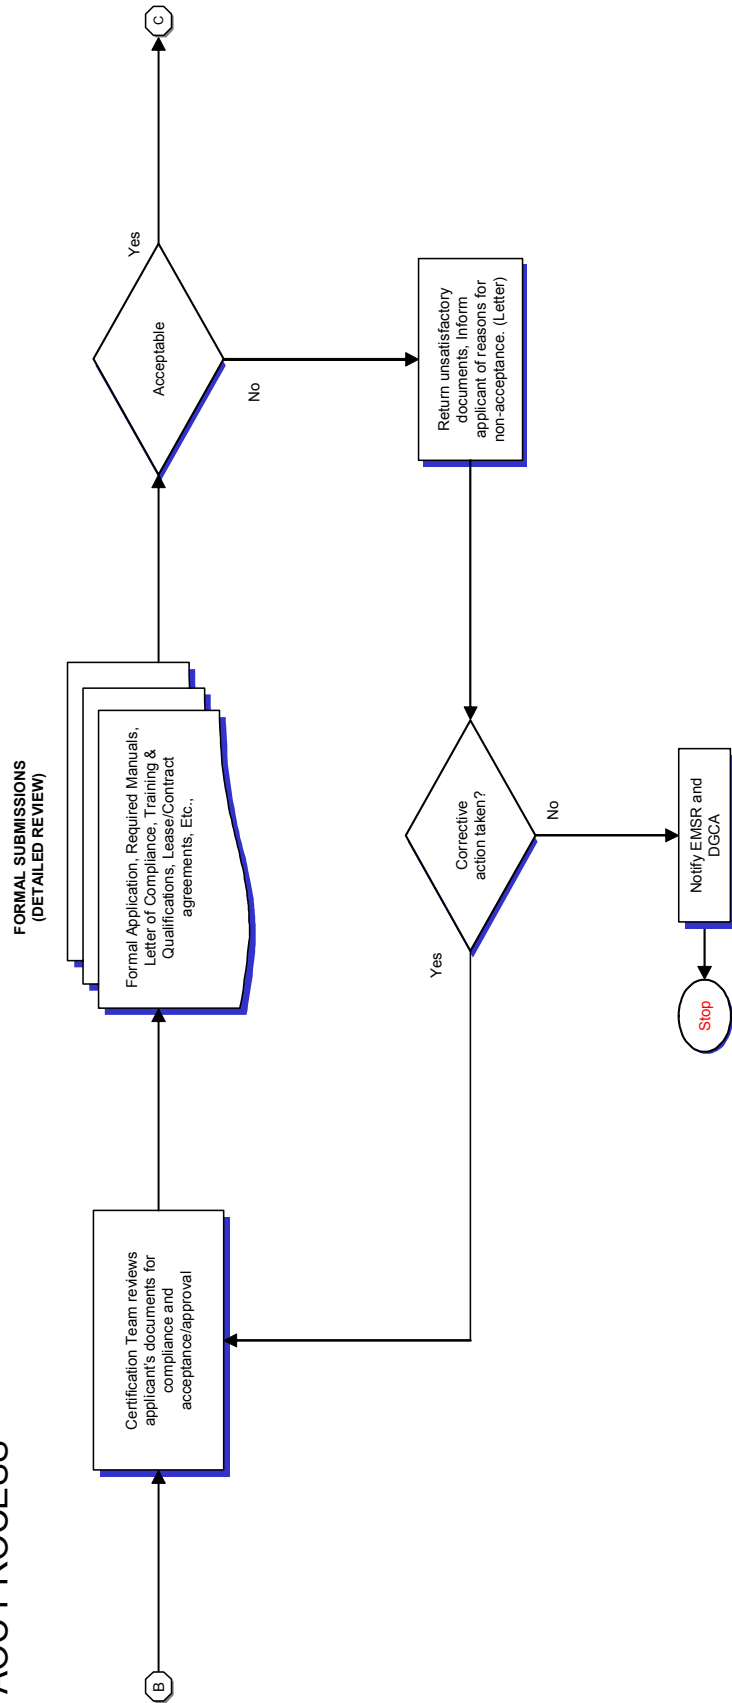 AOC PROCESS
FORMAL SUBMISSIONS
(DETAILED REVIEW)
B
Certification Team reviews
applicant's documents for
compliance and
acceptance/approval
Formal Application, Required Manuals,
Letter of Compliance, Training &
Qualifications, Lease/Contract
agreements, Etc.,
Acceptable
Yes
C
No
Return unsatisfactory
documents, Inform
applicant of reasons for
non-acceptance. (Letter)
Corrective
action taken?
Yes
No
Notify EMSR and
DGCA
Stop